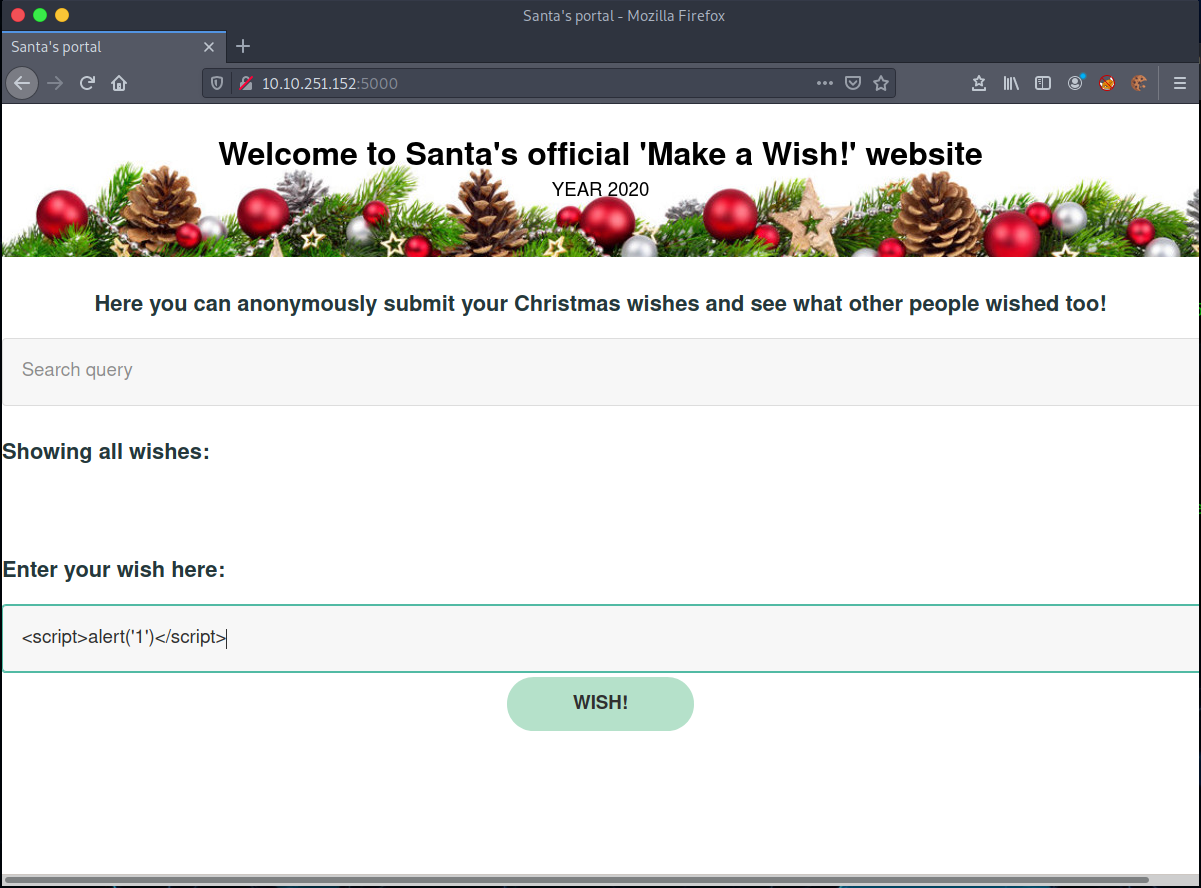 Santa's portal - Mozilla Firefox
Santa's portal
10.10.251.152:5000
Welcome to Santa's official 'Make a Wish!' website
YEAR 2020
Here you can anonymously submit your Christmas wishes and see what other people wished too!
Search query
Showing all wishes:
Enter your wish here:
<script>alert('1')</script>
WISH!